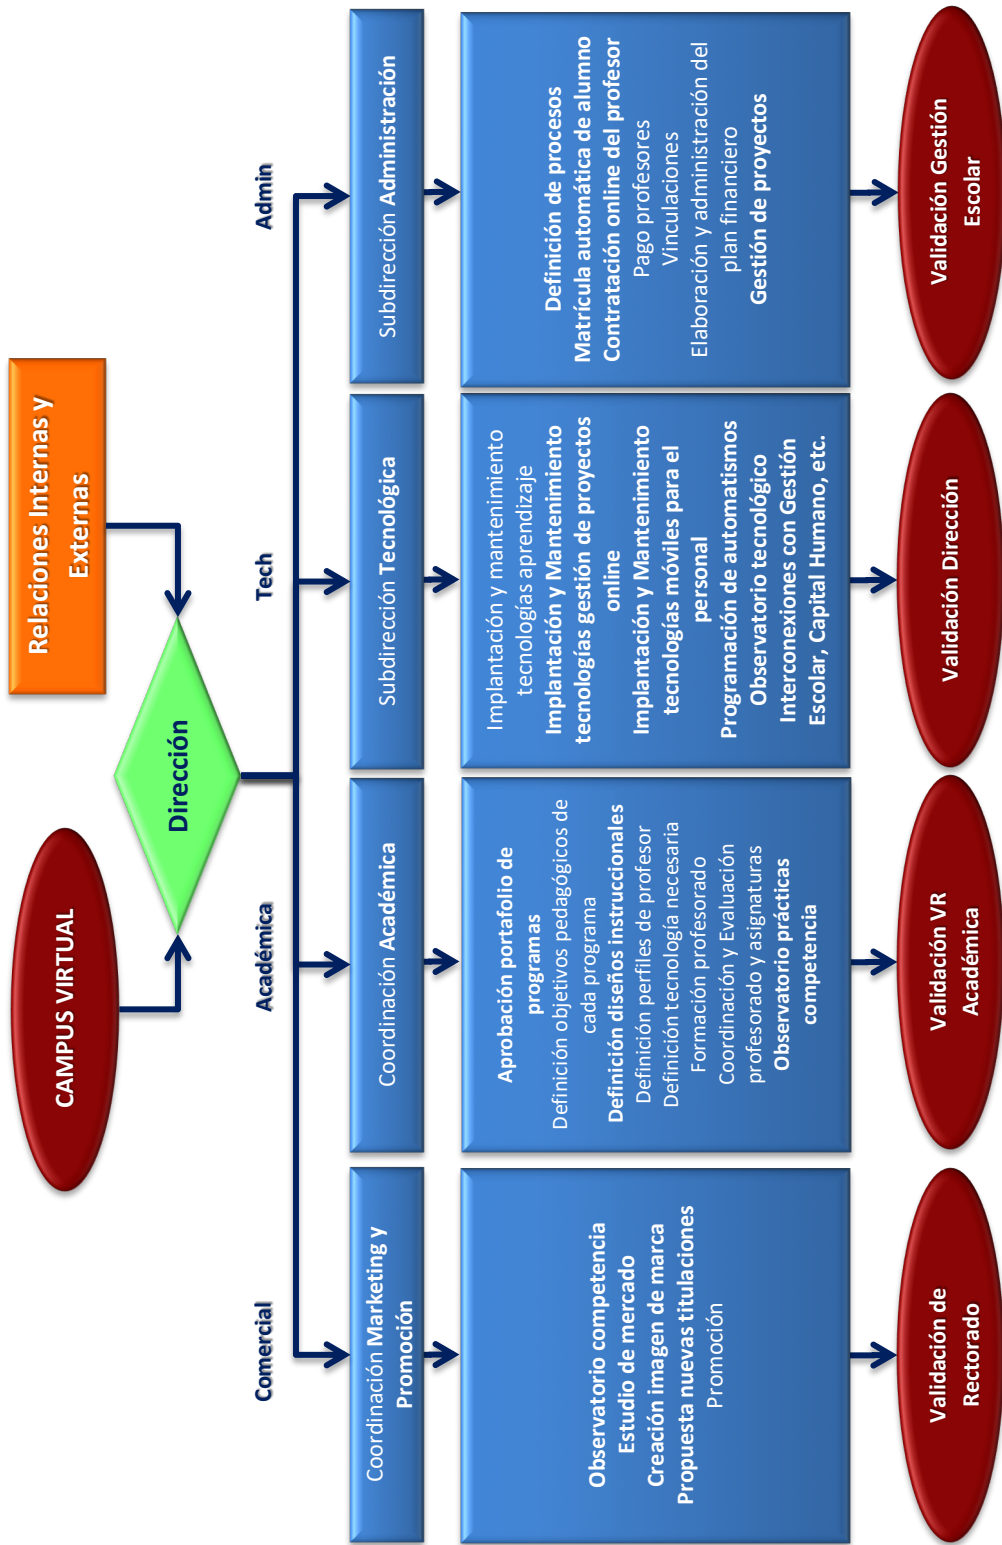 CAMPUS VIRTUAL
Relaciones Internas y
Externas
Dirección
Comercial
Académica
Tech
Admin
Coordinación Marketing y
Promoción
Coordinación Académica
Subdirección Tecnológica
Subdirección Administración
Observatorio competencia
Estudio de mercado
Creación imagen de marca
Propuesta nuevas titulaciones
Promoción
Aprobación portafolio de
programas
Definición objetivos pedagógicos de
cada programa
Definición diseños instruccionales
Definición perfiles de profesor
Definición tecnología necesaria
Formación profesorado
Coordinación y Evaluación
profesorado y asignaturas
Observatorio prácticas
competencia
Implantación y mantenimiento
tecnologías aprendizaje
Implantación y Mantenimiento
tecnologías gestión de proyectos
online
Implantación y Mantenimiento
tecnologías móviles para el
personal
Programación de automatismos
Observatorio tecnológico
Interconexiones con Gestión
Escolar, Capital Humano, etc.
Definición de procesos
Matrícula automática de alumno
Contratación online del profesor
Pago profesores
Vinculaciones
Elaboración y administración del
plan financiero
Gestión de proyectos
Validación de
Rectorado
Validación VR
Académica
Validación Dirección
Validación Gestión
Escolar